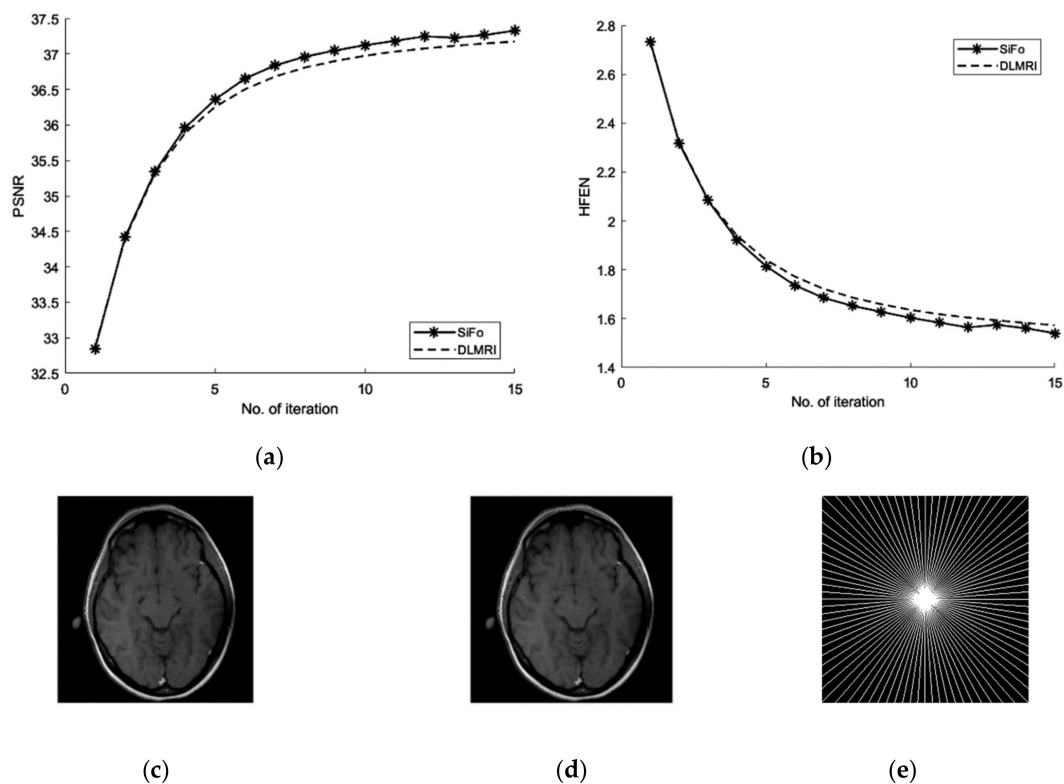 37.5
37
36.5
36
35.5
35
34.5
34
33.5
33
32.5
PSNR
0
5
10
15
No. of iteration
SiFo
DLMRI
(a)
2.8
2.6
2.4
2.2
2
1.8
1.6
1.4
HFEN
0
5
10
15
No. of iteration
SiFo
DLMRI
(b)
(c)
(d)
(e)